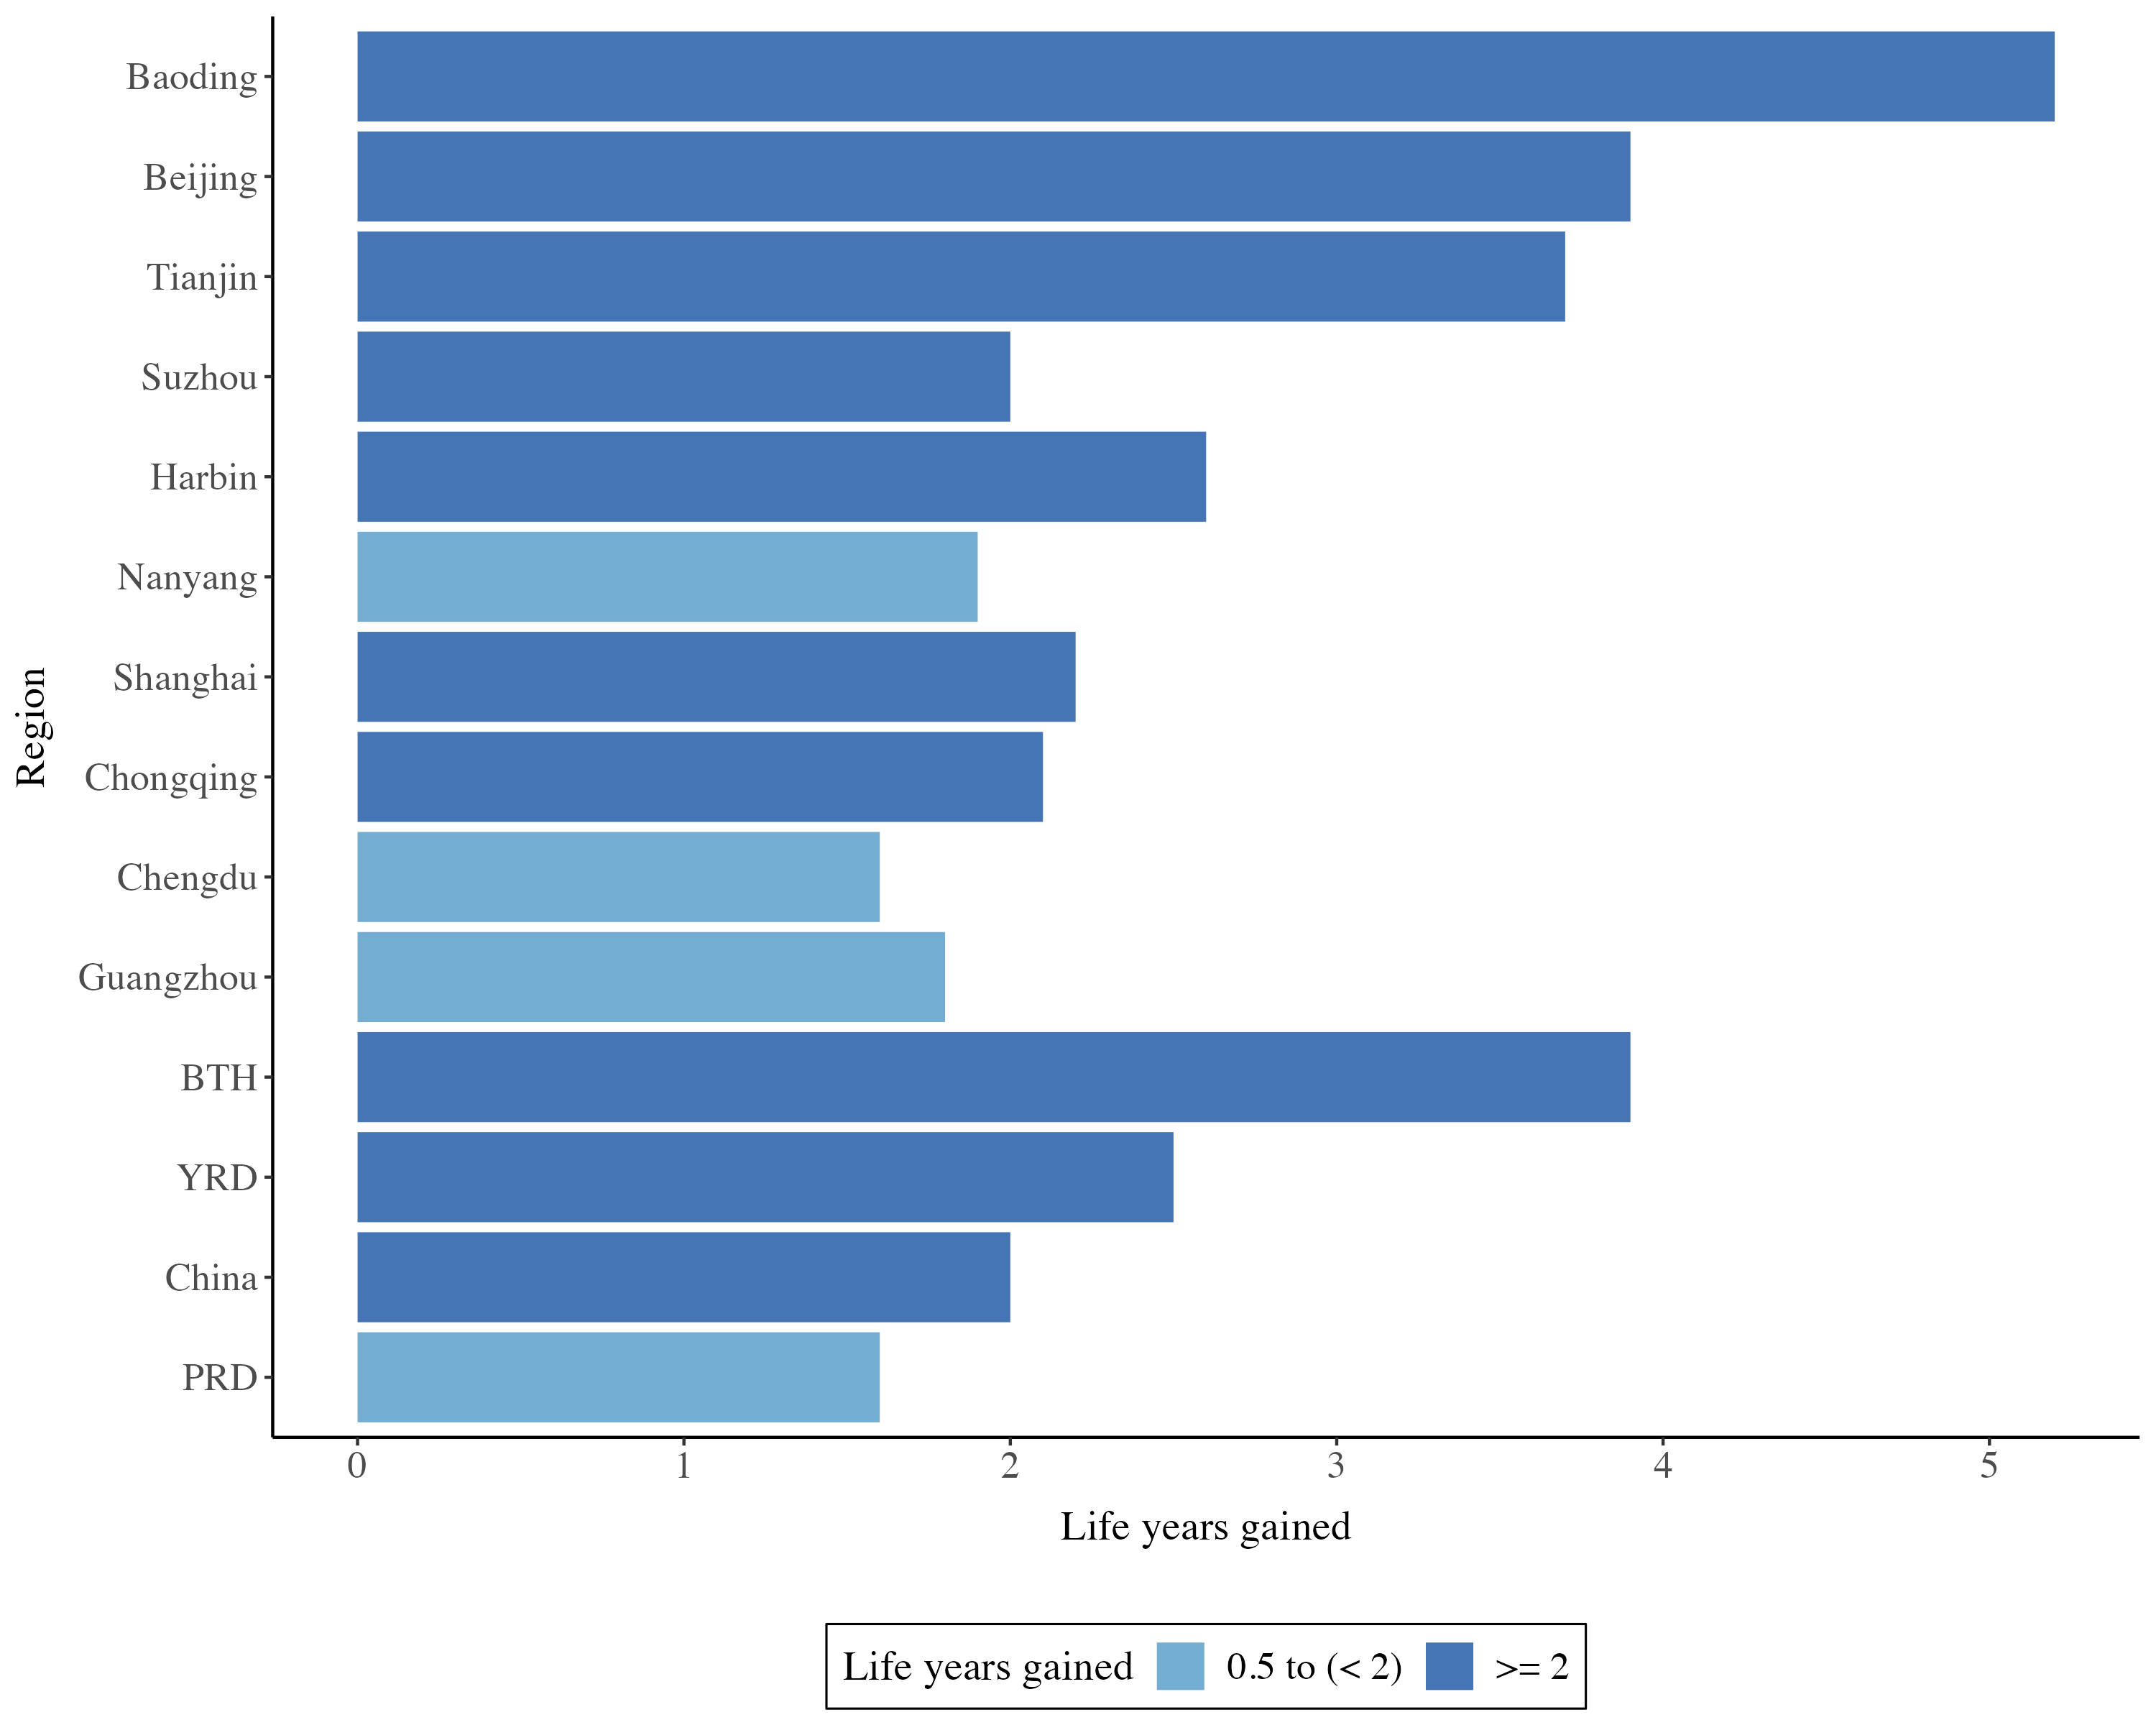 Baoding
Beijing
Tianjin
Suzhou
Harbin
Nanyang
Shanghai
Chongqing
Chengdu
Guangzhou
BTH
YRD
China
PRD
Region
0 1 2 3 4 5
Life years gained
Life years gained 0.5 to (< 2) >= 2